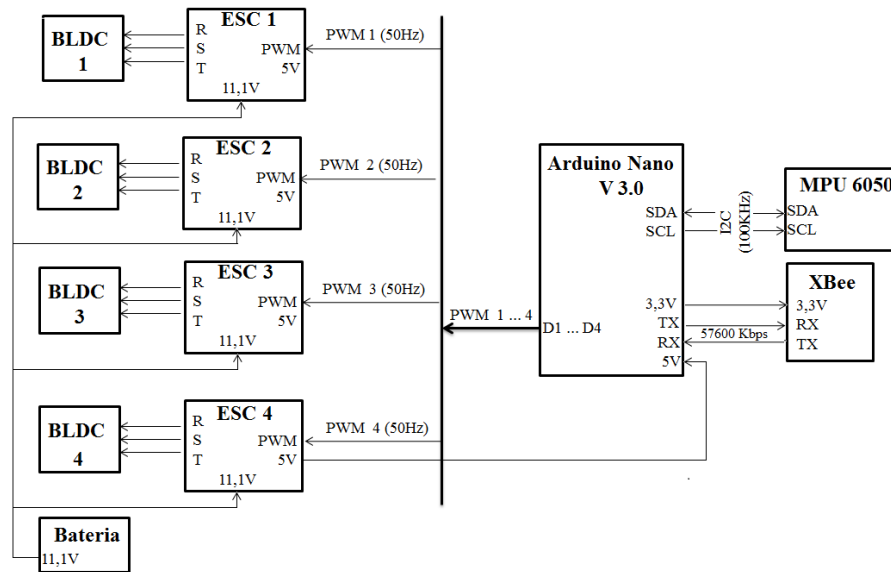 BLDC
1
R
S
T
ESC 1
PWM
5V
11,1V
PWM 1 (50Hz)
BLDC
2
R
S
T
ESC 2
PWM
5V
11,1V
PWM 2 (50Hz)
BLDC
3
R
S
T
ESC 3
PWM
5V
11,1V
PWM 3 (50Hz)
BLDC
4
R
S
T
ESC 4
PWM
5V
11,1V
PWM 4 (50Hz)
Bateria
11,1V
PWM 1 ... 4
Arduino Nano
V 3.0
SDA
SCL
3,3V
TX
RX
5V
D1 ... D4
I2C
(100KHz)
MPU 6050
SDA
SCL
XBee
3,3V
RX
TX
57600 Kbps